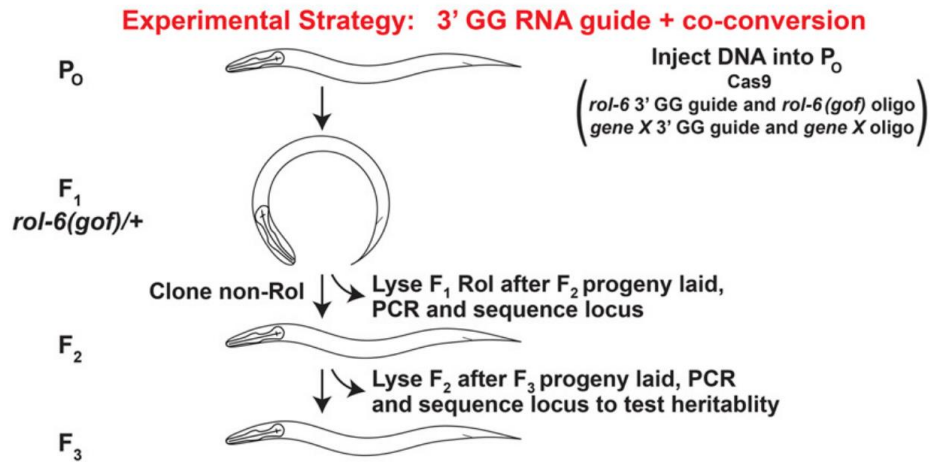 Experimental Strategy: 3' GG RNA guide + co-conversion
P₀
Inject DNA into P₀
Cas9
rol-6 3' GG guide and rol-6(gof) oligo
gene X 3' GG guide and gene X oligo
F₁
rol-6(gof)/+
Clone non-Rol
Lyse F₁ Rol after F₂ progeny laid,
PCR and sequence locus
F₂
Lyse F₂ after F₃ progeny laid, PCR
and sequence locus to test heritablity
F₃